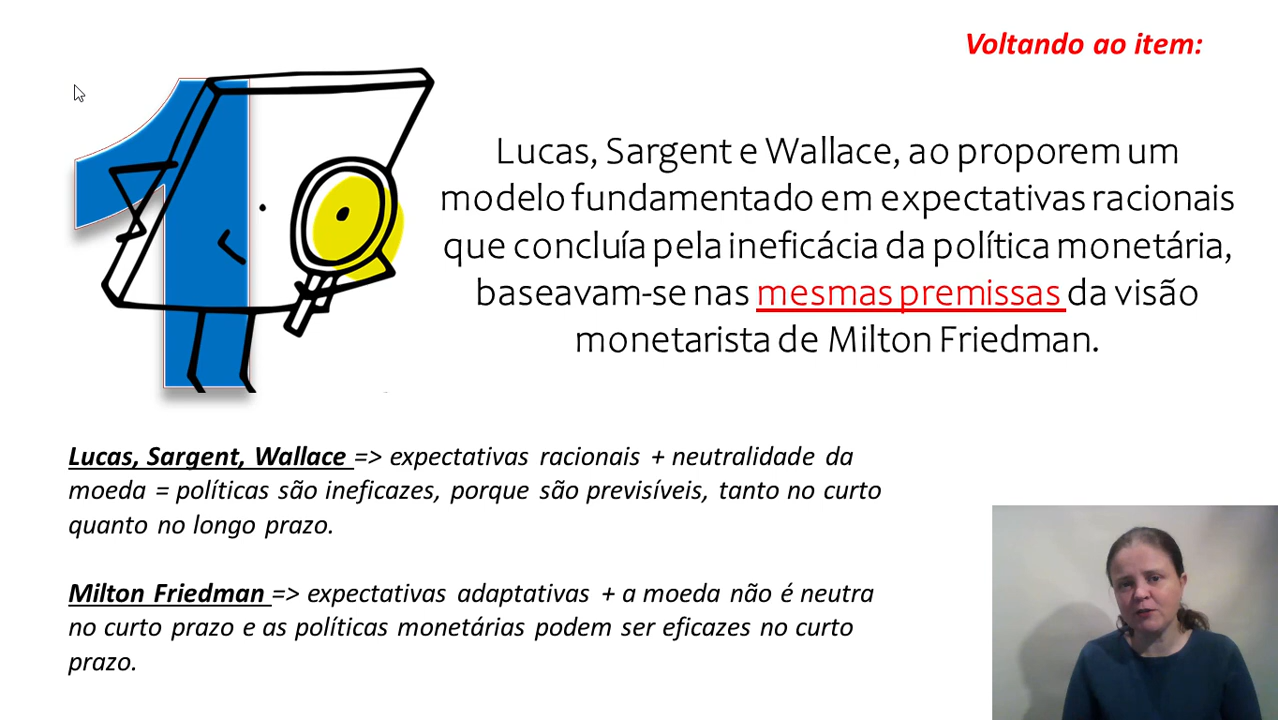 Voltando ao item:
Lucas, Sargent e Wallace, ao proporem um
modelo fundamentado em expectativas racionais
que concluía pela ineficácia da política monetária,
baseavam-se nas mesmas premissas da visão
monetarista de Milton Friedman.
Lucas, Sargent, Wallace => expectativas racionais + neutralidade da
moeda = políticas são ineficazes, porque são previsíveis, tanto no curto
quanto no longo prazo.
Milton Friedman => expectativas adaptativas + a moeda não é neutra
no curto prazo e as políticas monetárias podem ser eficazes no curto
prazo.